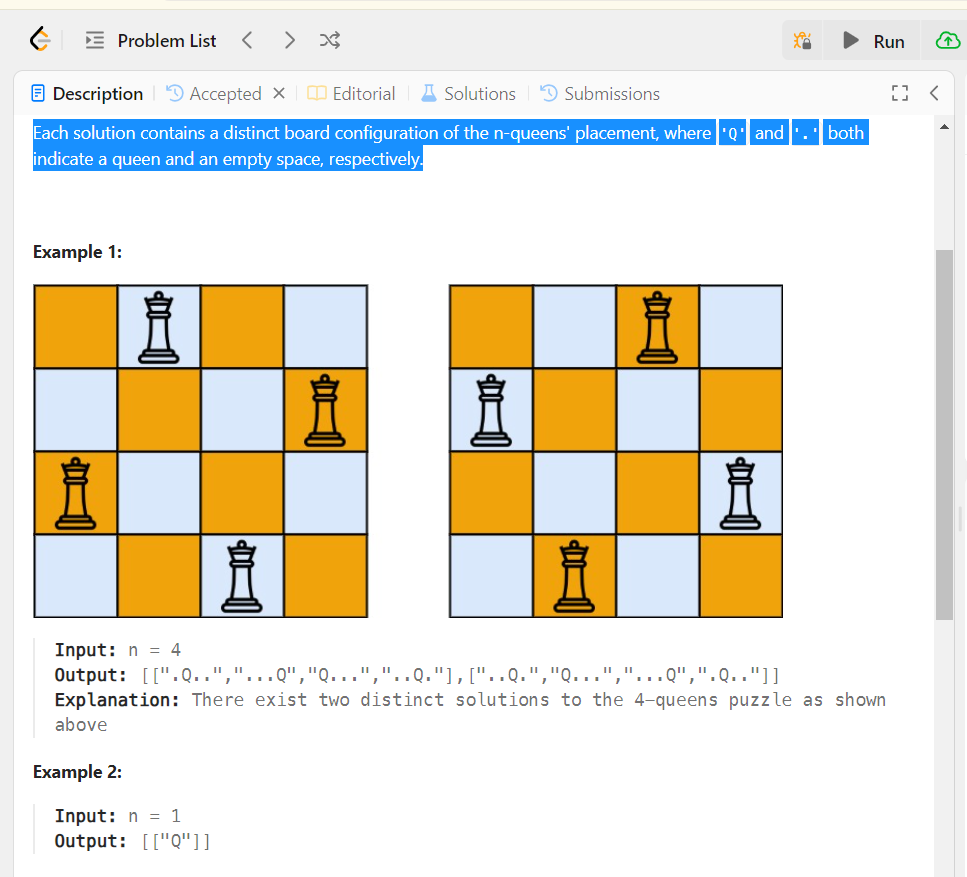 Problem List
Run
Description
Accepted
Editorial
Solutions
Submissions
Each solution contains a distinct board configuration of the n-queens' placement, where 'Q' and '.' both
indicate a queen and an empty space, respectively.
Example 1:
Input: n = 4
Output: [[".Q..","...Q","Q...","..Q."],["..Q.","Q...","...Q",".Q.."]]
Explanation: There exist two distinct solutions to the 4-queens puzzle as shown
above
Example 2:
Input: n = 1
Output: [["Q"]]